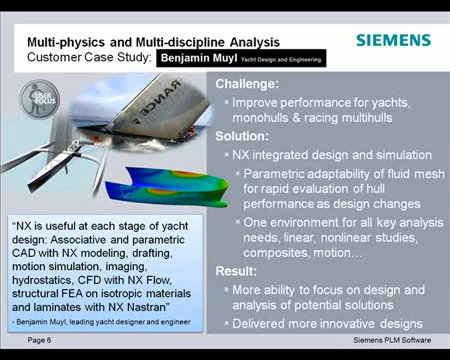 Multi-physics and Multi-discipline Analysis
Customer Case Study: Benjamin Muyl Yacht Design and Engineering
SIEMENS
USER
FOCUS
FRANCE
Challenge:
Improve performance for yachts,
monohulls & racing multihulls
Solution:
NX integrated design and simulation
Parametric adaptability of fluid mesh
for rapid evaluation of hull
performance as design changes
One environment for all key analysis
needs, linear, nonlinear studies,
composites, motion…
Result:
More ability to focus on design and
analysis of potential solutions
Delivered more innovative designs
“NX is useful at each stage of yacht
design: Associative and parametric
CAD with NX modeling, drafting,
motion simulation, imaging,
hydrostatics, CFD with NX Flow,
structural FEA on isotropic materials
and laminates with NX Nastran”
- Benjamin Muyl, leading yacht designer and engineer
Page 6
Siemens PLM Software